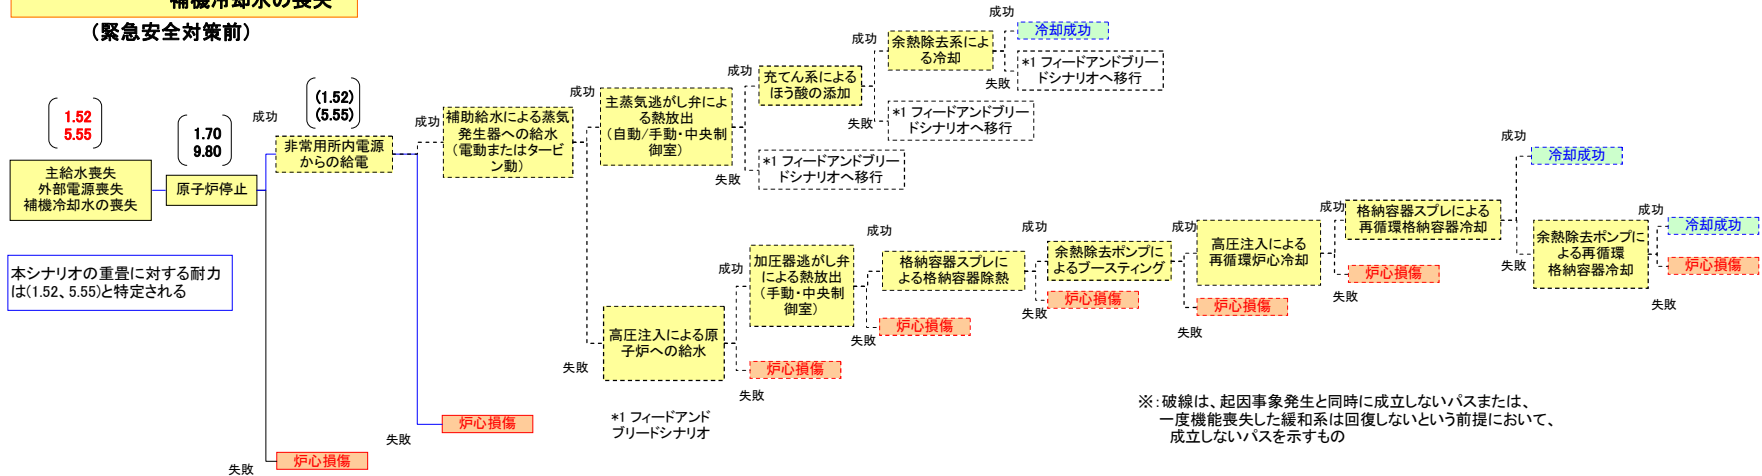 補機冷却水の喪失
(緊急安全対策前)
1.52
5.55
主給水喪失
外部電源喪失
補機冷却水の喪失
1.70
9.80
原子炉停止
成功
失敗
炉心損傷
(1.52)
(5.55)
非常用所内電源
からの給電
成功
失敗
炉心損傷
補助給水による蒸気
発生器への給水
(電動またはタービ
ン動)
成功
失敗
主蒸気逃がし弁によ
る熱放出
(自動/手動・中央制
御室)
成功
失敗
*1 フィードアンドブリー
ドシナリオへ移行
充てん系による
ほう酸の添加
成功
失敗
*1 フィードアンドブリー
ドシナリオへ移行
余熱除去系によ
る冷却
成功
冷却成功
失敗
*1 フィードアンドブリー
ドシナリオへ移行
高圧注入による原
子炉への給水
*1 フィードアンド
ブリードシナリオ
成功
失敗
炉心損傷
加圧器逃がし弁
による熱放出
(手動・中央制
御室)
成功
失敗
炉心損傷
格納容器スプレイ
による格納容器除熱
成功
失敗
炉心損傷
余熱除去ポンプに
よるブースティング
成功
失敗
炉心損傷
高圧注入による
再循環炉心冷却
成功
失敗
炉心損傷
格納容器スプレイによる
再循環格納容器冷却
成功
冷却成功
失敗
余熱除去ポンプ
による再循環
格納容器冷却
成功
冷却成功
失敗
炉心損傷
本シナリオの重畳に対する耐力
は(1.52、5.55)と特定される
※:破線は、起因事象発生と同時に成立しないパスまたは、
一度機能喪失した緩和系は回復しないという前提において、
成立しないパスを示すもの